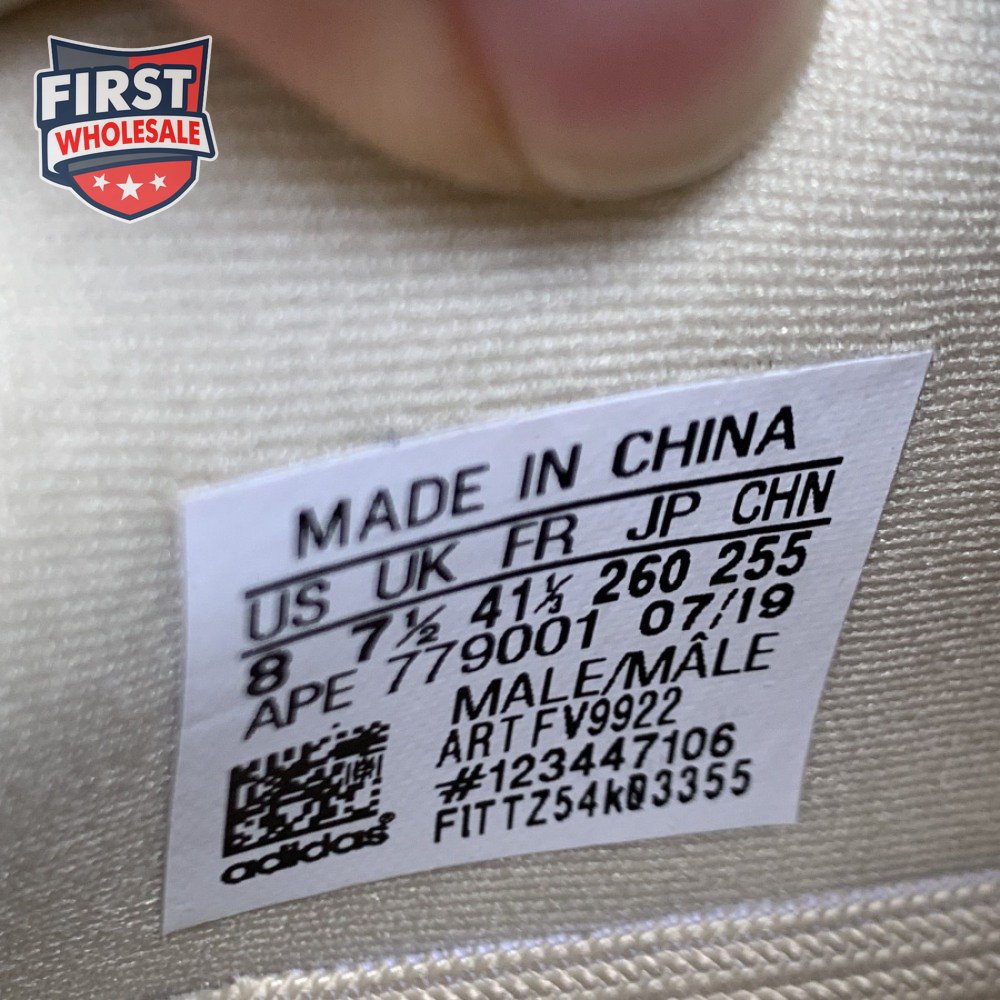 FIRST
WHOLESALE
MADE IN CHINA
US UK FR JP CHN
8 7½ 41⅓ 260 255
APE 779001 07/19
MALE/MÂLE
ART FV9922
#123447106
FITTZ54k03355
adidas®